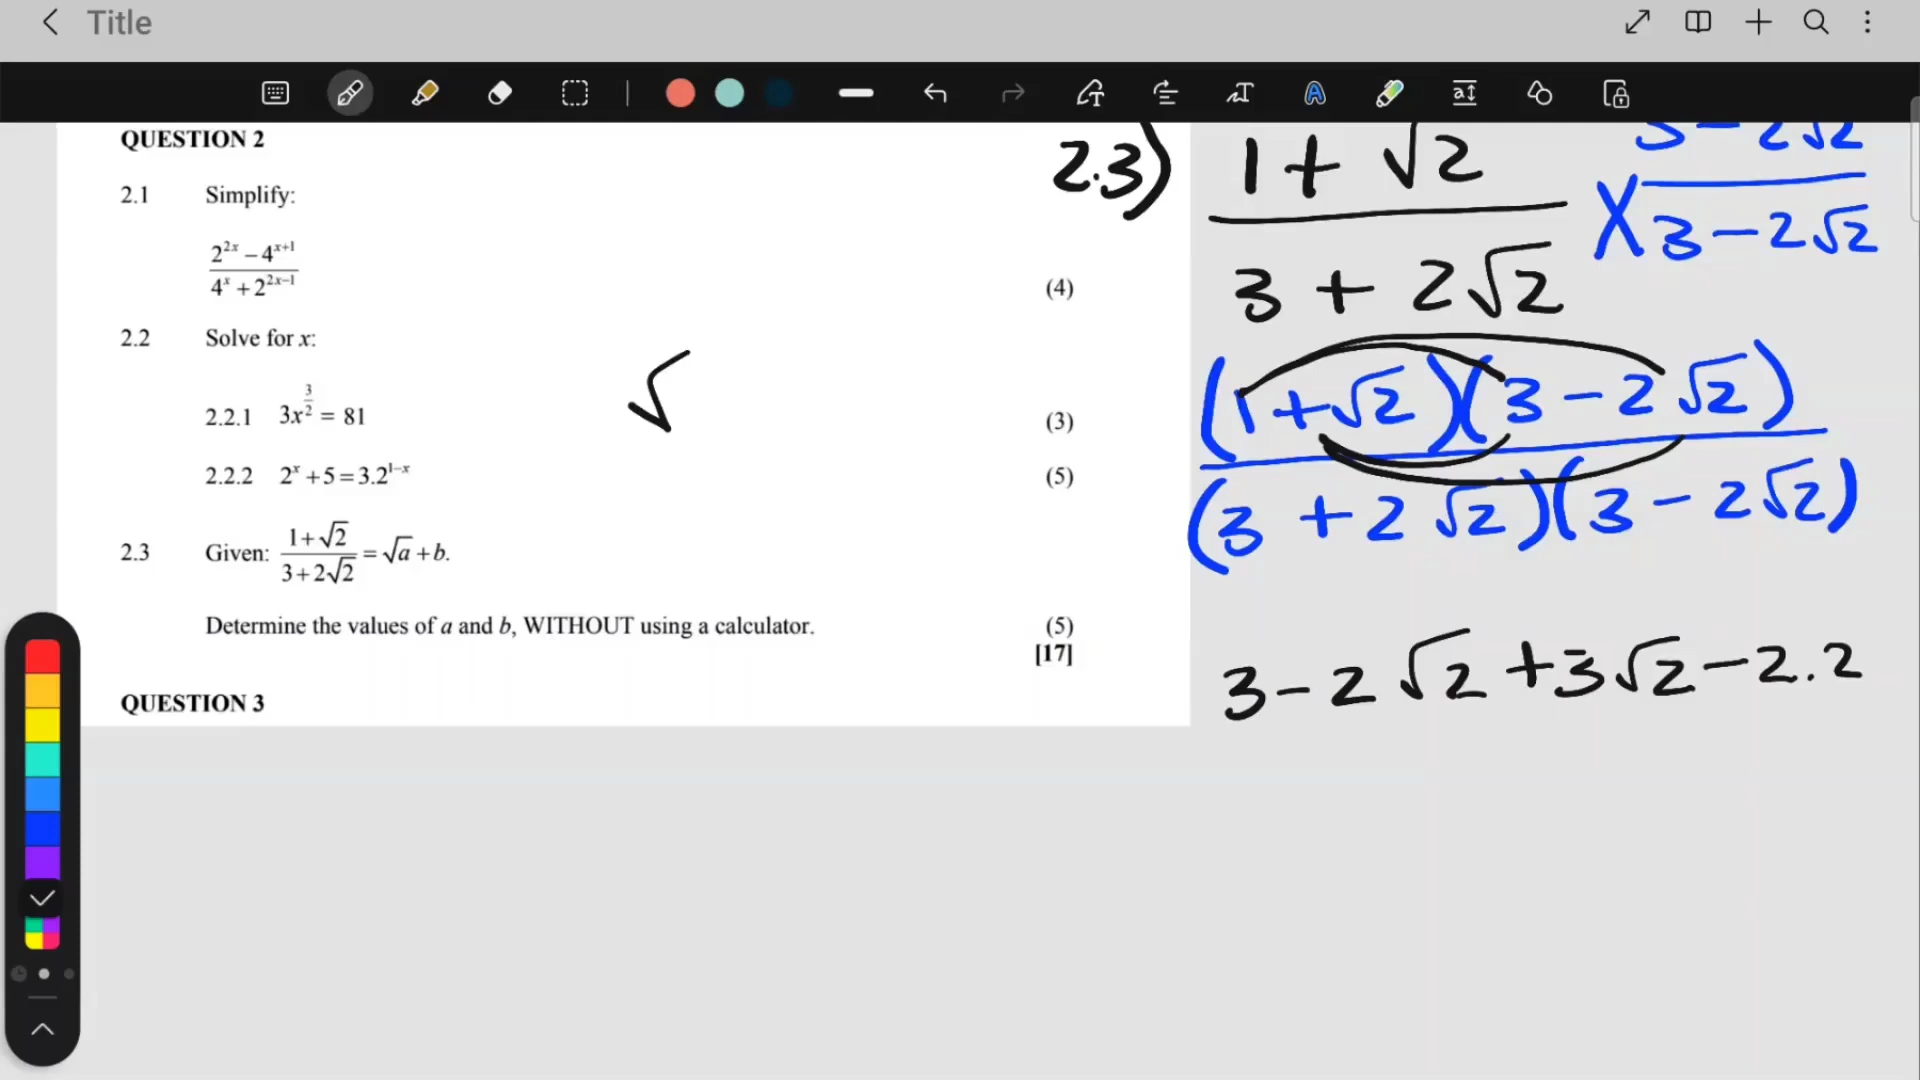 Title
QUESTION 2
2.1 Simplify:
2^{2x} − 4^{x+1}
4^x + 2^{2x−1}
(4)
2.2 Solve for x:
2.2.1 3x^{3/2} = 81 (3)
2.2.2 2^x + 5 = 3.2^{1−x} (5)
2.3 Given: (1+√2)/(3+2√2) = √a + b.
Determine the values of a and b, WITHOUT using a calculator. (5)
[17]
QUESTION 3
√
2.3)
1 + √2
3 + 2√2
3 − 2√2
× 3 − 2√2
(1 + √2)(3 − 2√2)
(3 + 2√2)(3 − 2√2)
3 − 2√2 + 3√2 − 2.2